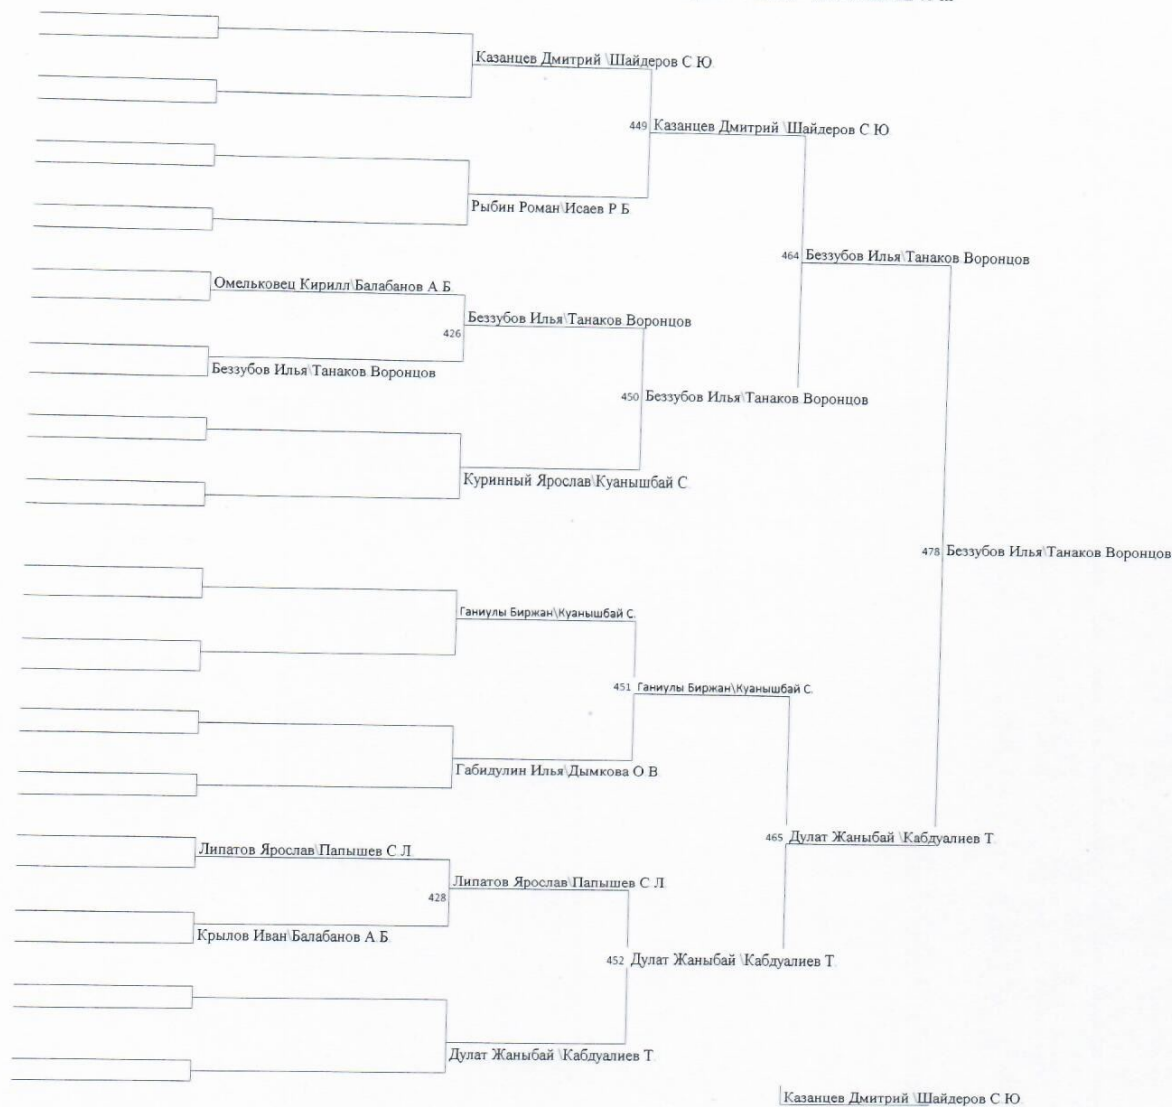 Казанцев Дмитрий \Шайдеров С Ю
449 Казанцев Дмитрий \Шайдеров С Ю
Рыбин Роман\Исаев Р Б
464 Беззубов Илья\Танаков Воронцов
Омельковец Кирилл\Балабанов А Б
Беззубов Илья\Танаков Воронцов
426
Беззубов Илья\Танаков Воронцов
450 Беззубов Илья\Танаков Воронцов
Куринный Ярослав\Куанышбай С.
478 Беззубов Илья\Танаков Воронцов
Ганиулы Биржан\Куанышбай С.
451 Ганиулы Биржан\Куанышбай С.
Габидулин Илья\Дымкова О В
465 Дулат Жаныбай \Кабдуалиев Т.
Липатов Ярослав\Папышев С Л
Липатов Ярослав\Папышев С Л
428
Крылов Иван\Балабанов А Б
452 Дулат Жаныбай \Кабдуалиев Т.
Дулат Жаныбай \Кабдуалиев Т
Казанцев Дмитрий \Шайдеров С Ю